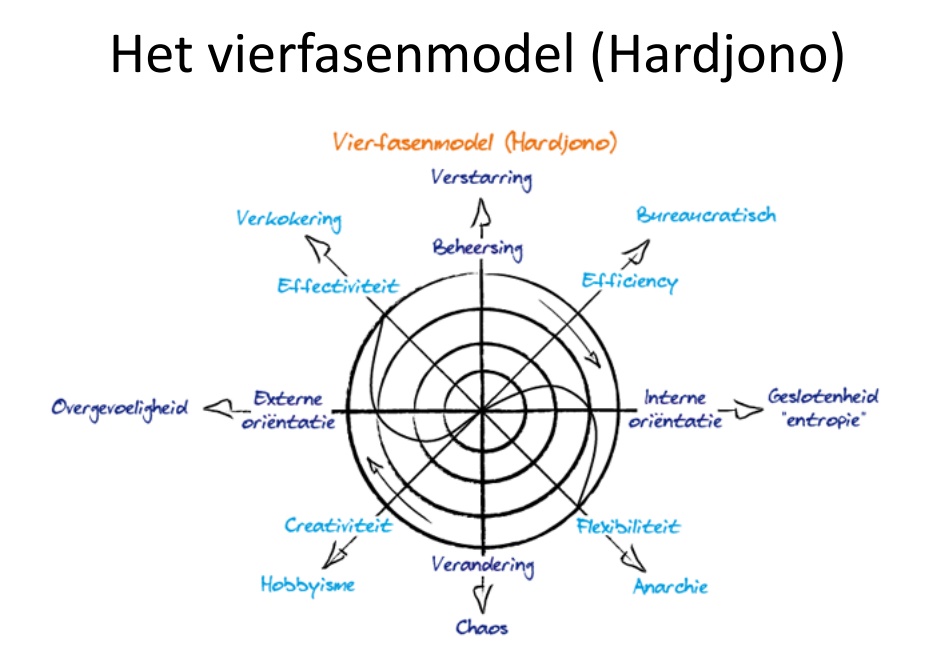 Het vierfasenmodel (Hardjono)
Vierfasenmodel (Hardjono)
Verstarring
Verkokering
Bureaucratisch
Beheersing
Effectiviteit
Efficiency
Overgevoeligheid
Externe
oriëntatie
Interne
oriëntatie
Geslotenheid
"entropie"
Creativiteit
Flexibiliteit
Verandering
Hobbyisme
Anarchie
Chaos